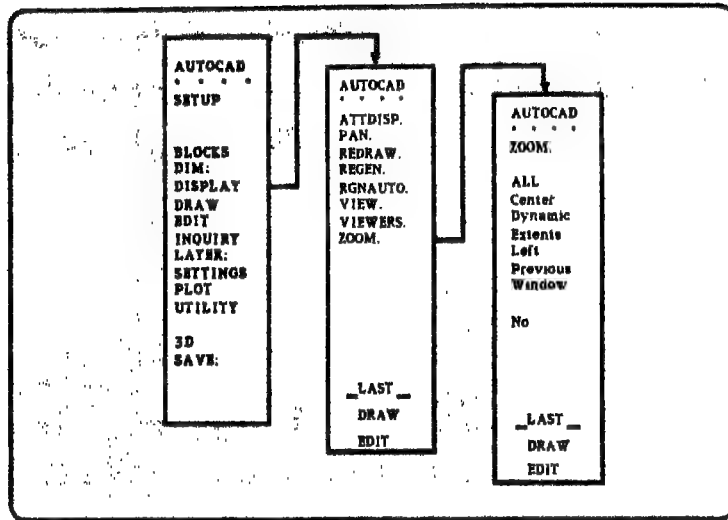 AUTOCAD
* * * *
SETUP
BLOCKS
DIM:
DISPLAY
DRAW
EDIT
INQUIRY
LAYER:
SETTINGS
PLOT
UTILITY
3D
SAVE:
AUTOCAD
* * * *
ATTDISP.
PAN.
REDRAW.
REGEN.
RGNAUTO.
VIEW.
VIEWERS.
ZOOM.
__LAST__
DRAW
EDIT
AUTOCAD
* * * *
ZOOM.
ALL
Center
Dynamic
Extents
Left
Previous
Window
No
__LAST__
DRAW
EDIT